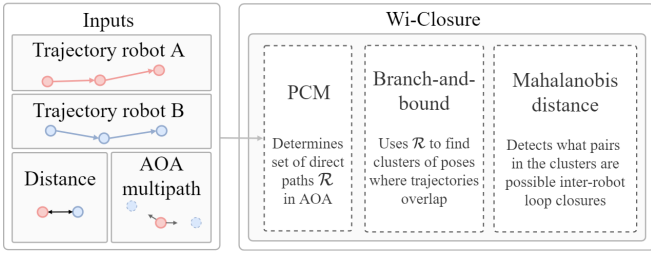 Inputs
Trajectory robot A
Trajectory robot B
Distance
AOA
multipath
Wi-Closure
PCM
Determines
set of direct
paths 𝓡
in AOA
Branch-and-
bound
Uses 𝓡 to find
clusters of poses
where trajectories
overlap
Mahalanobis
distance
Detects what pairs
in the clusters are
possible inter-robot
loop closures